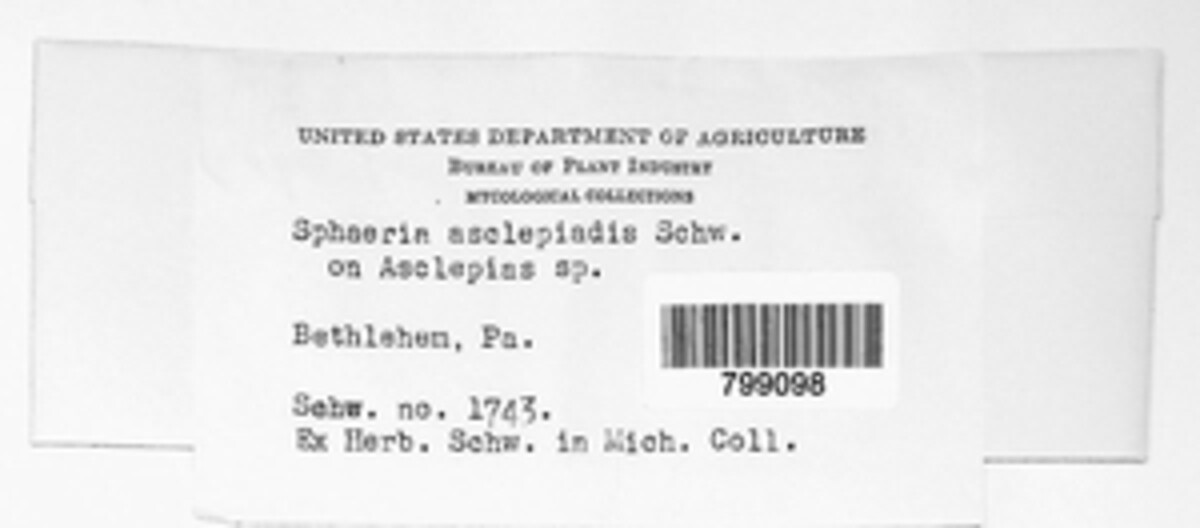 UNITED STATES DEPARTMENT OF AGRICULTURE
BUREAU OF PLANT INDUSTRY
MYCOLOGICAL COLLECTIONS
Sphaeria asclepiadis Schw.
on Asclepias sp.
Bethlehem, Pa.
799098
Schw. no. 1743.
Ex Herb. Schw. in Mich. Coll.